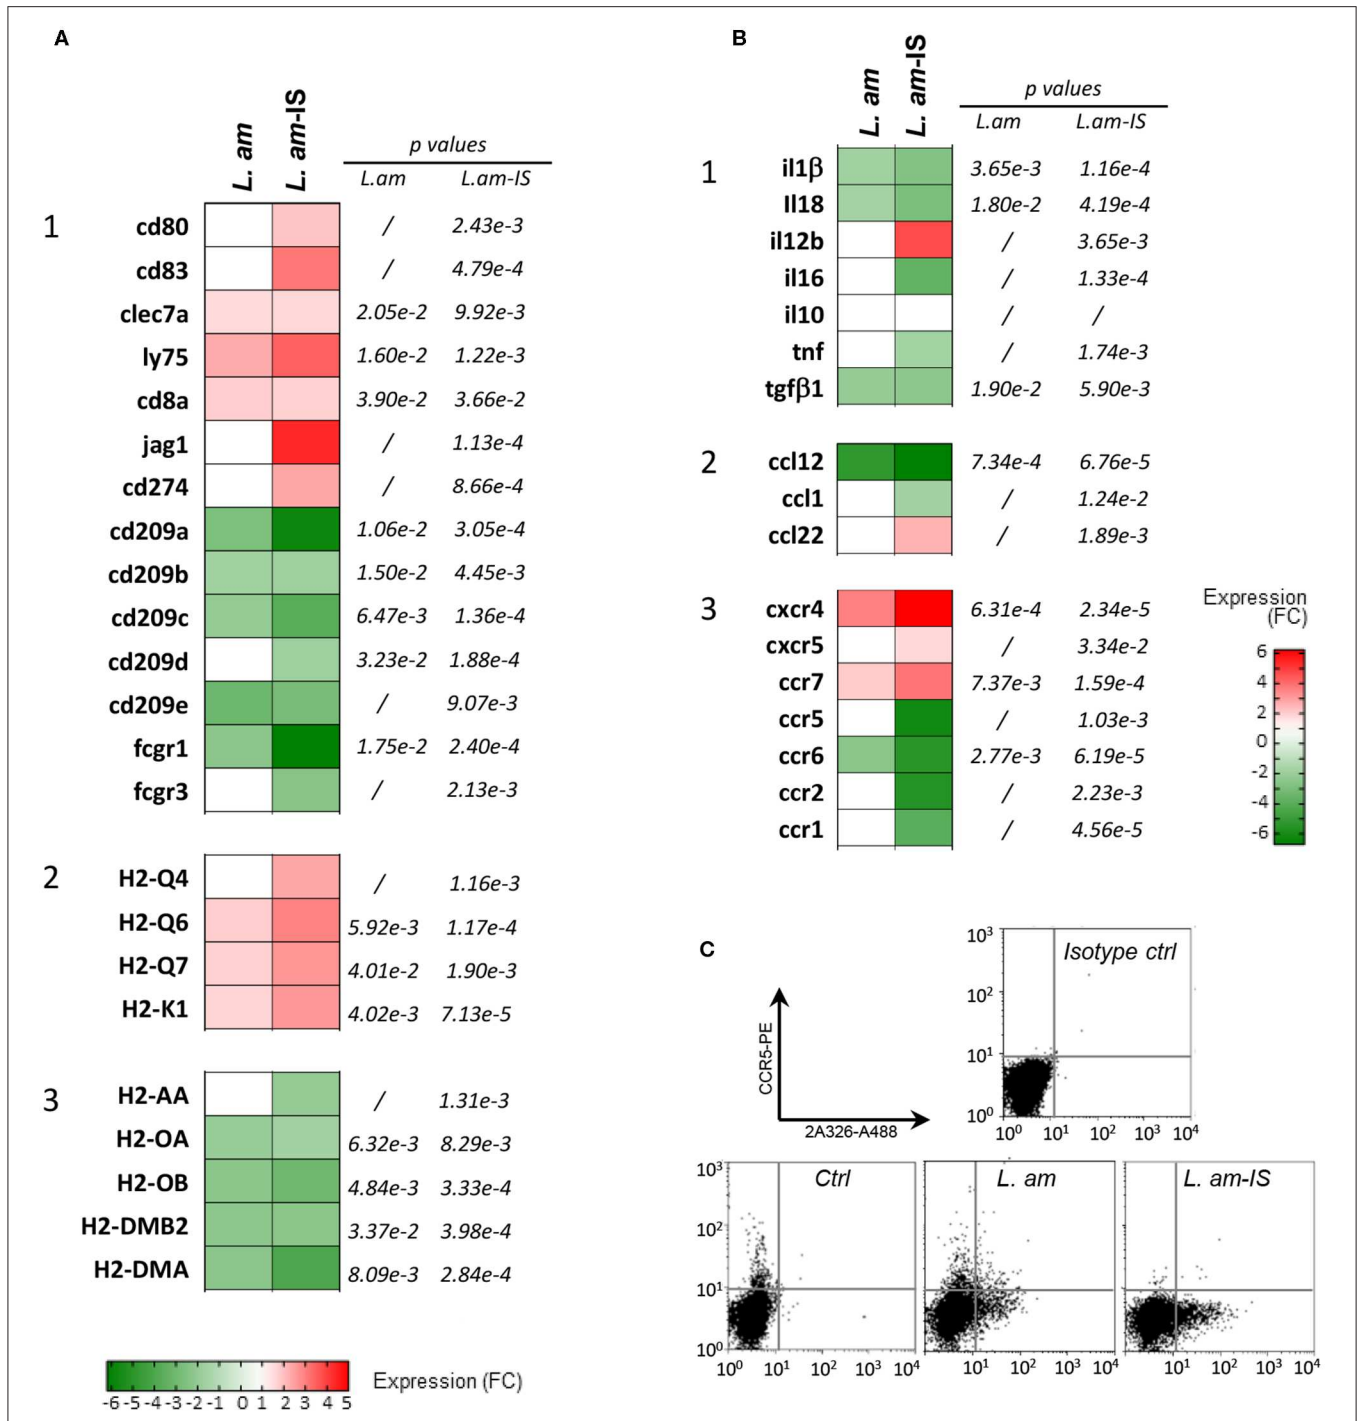 A
L. am
L. am-IS
p values
L.am L.am-IS
1
cd80 / 2.43e-3
cd83 / 4.79e-4
clec7a 2.05e-2 9.92e-3
ly75 1.60e-2 1.22e-3
cd8a 3.90e-2 3.66e-2
jag1 / 1.13e-4
cd274 / 8.66e-4
cd209a 1.06e-2 3.05e-4
cd209b 1.50e-2 4.45e-3
cd209c 6.47e-3 1.36e-4
cd209d 3.23e-2 1.88e-4
cd209e / 9.07e-3
fcgr1 1.75e-2 2.40e-4
fcgr3 / 2.13e-3
2
H2-Q4 / 1.16e-3
H2-Q6 5.92e-3 1.17e-4
H2-Q7 4.01e-2 1.90e-3
H2-K1 4.02e-3 7.13e-5
3
H2-AA / 1.31e-3
H2-OA 6.32e-3 8.29e-3
H2-OB 4.84e-3 3.33e-4
H2-DMB2 3.37e-2 3.98e-4
H2-DMA 8.09e-3 2.84e-4
-6 -5 -4 -3 -2 -1 0 1 2 3 4 5
Expression (FC)
B
L. am
L. am-IS
p values
L.am L.am-IS
1
il1β 3.65e-3 1.16e-4
Il18 1.80e-2 4.19e-4
il12b / 3.65e-3
il16 / 1.33e-4
il10 / /
tnf / 1.74e-3
tgfβ1 1.90e-2 5.90e-3
2
ccl12 7.34e-4 6.76e-5
ccl1 / 1.24e-2
ccl22 / 1.89e-3
3
cxcr4 6.31e-4 2.34e-5
cxcr5 / 3.34e-2
ccr7 7.37e-3 1.59e-4
ccr5 / 1.03e-3
ccr6 2.77e-3 6.19e-5
ccr2 / 2.23e-3
ccr1 / 4.56e-5
Expression
(FC)
6
4
2
0
-2
-4
-6
C
CCR5-PE
2A326-A488
Isotype ctrl
10³
10²
10¹
10⁰
10⁰ 10¹ 10² 10³ 10⁴
Ctrl
10³
10²
10¹
10⁰
10⁰ 10¹ 10² 10³ 10⁴
L. am
10¹ 10² 10³ 10⁴
L. am-IS
10¹ 10² 10³ 10⁴